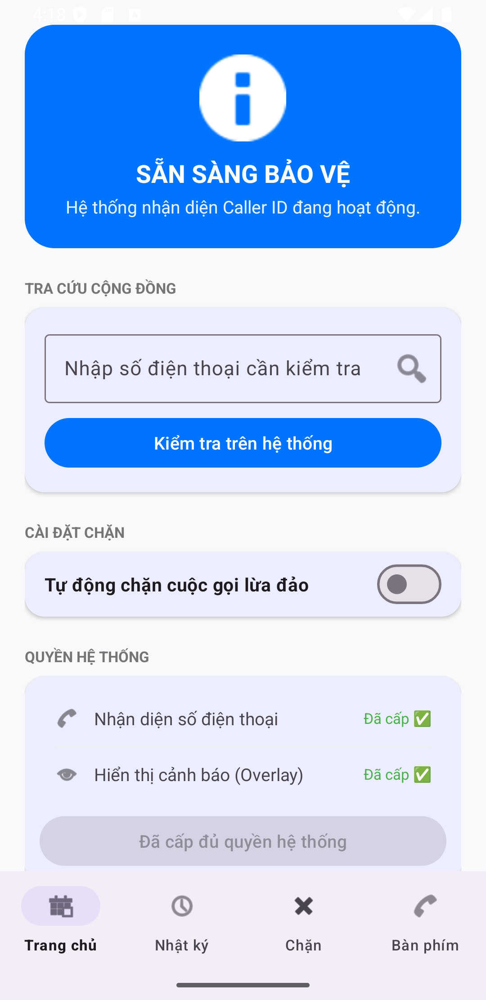 4:18
SẴN SÀNG BẢO VỆ
Hệ thống nhận diện Caller ID đang hoạt động.
TRA CỨU CỘNG ĐỒNG
Nhập số điện thoại cần kiểm tra
Kiểm tra trên hệ thống
CÀI ĐẶT CHẶN
Tự động chặn cuộc gọi lừa đảo
QUYỀN HỆ THỐNG
Nhận diện số điện thoại Đã cấp ✅
Hiển thị cảnh báo (Overlay) Đã cấp ✅
Đã cấp đủ quyền hệ thống
Trang chủ Nhật ký Chặn Bàn phím